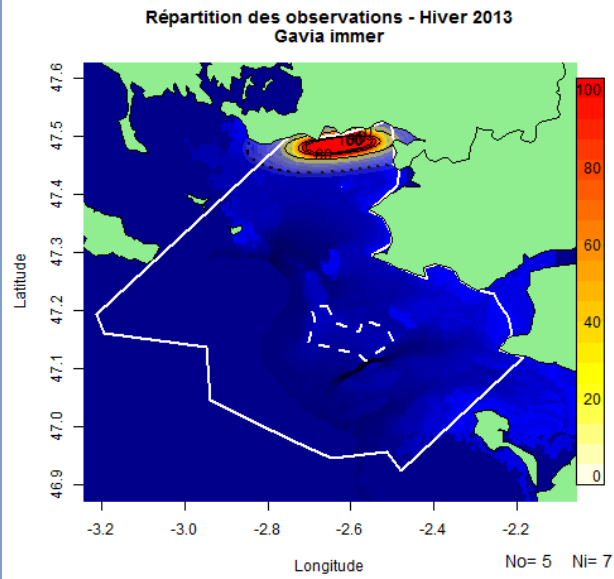 Répartition des observations - Hiver 2013
Gavia immer
47.6
47.5
47.4
47.3
47.2
47.1
47.0
46.9
Latitude
100
80
60
40
20
0
-3.2 -3.0 -2.8 -2.6 -2.4 -2.2
Longitude
No= 5 Ni= 7